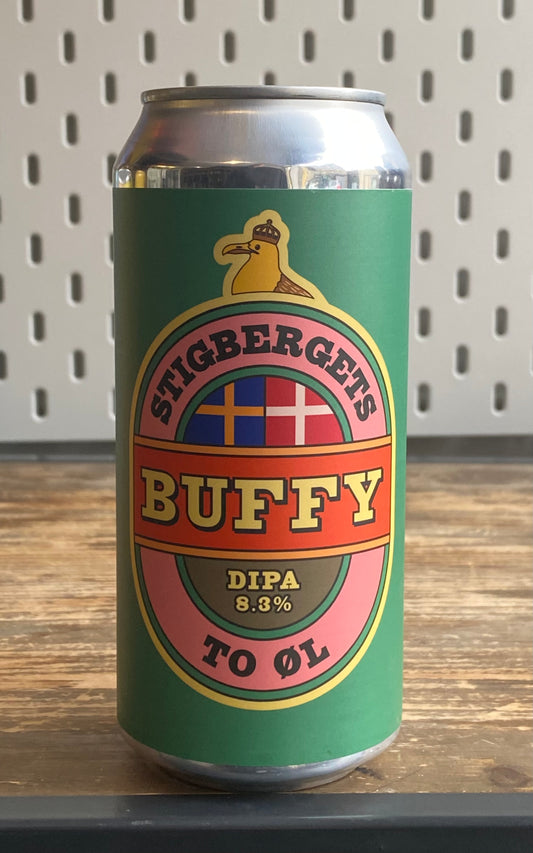 STIGBERGETS
BUFFY
DIPA
8.3%
TO ØL